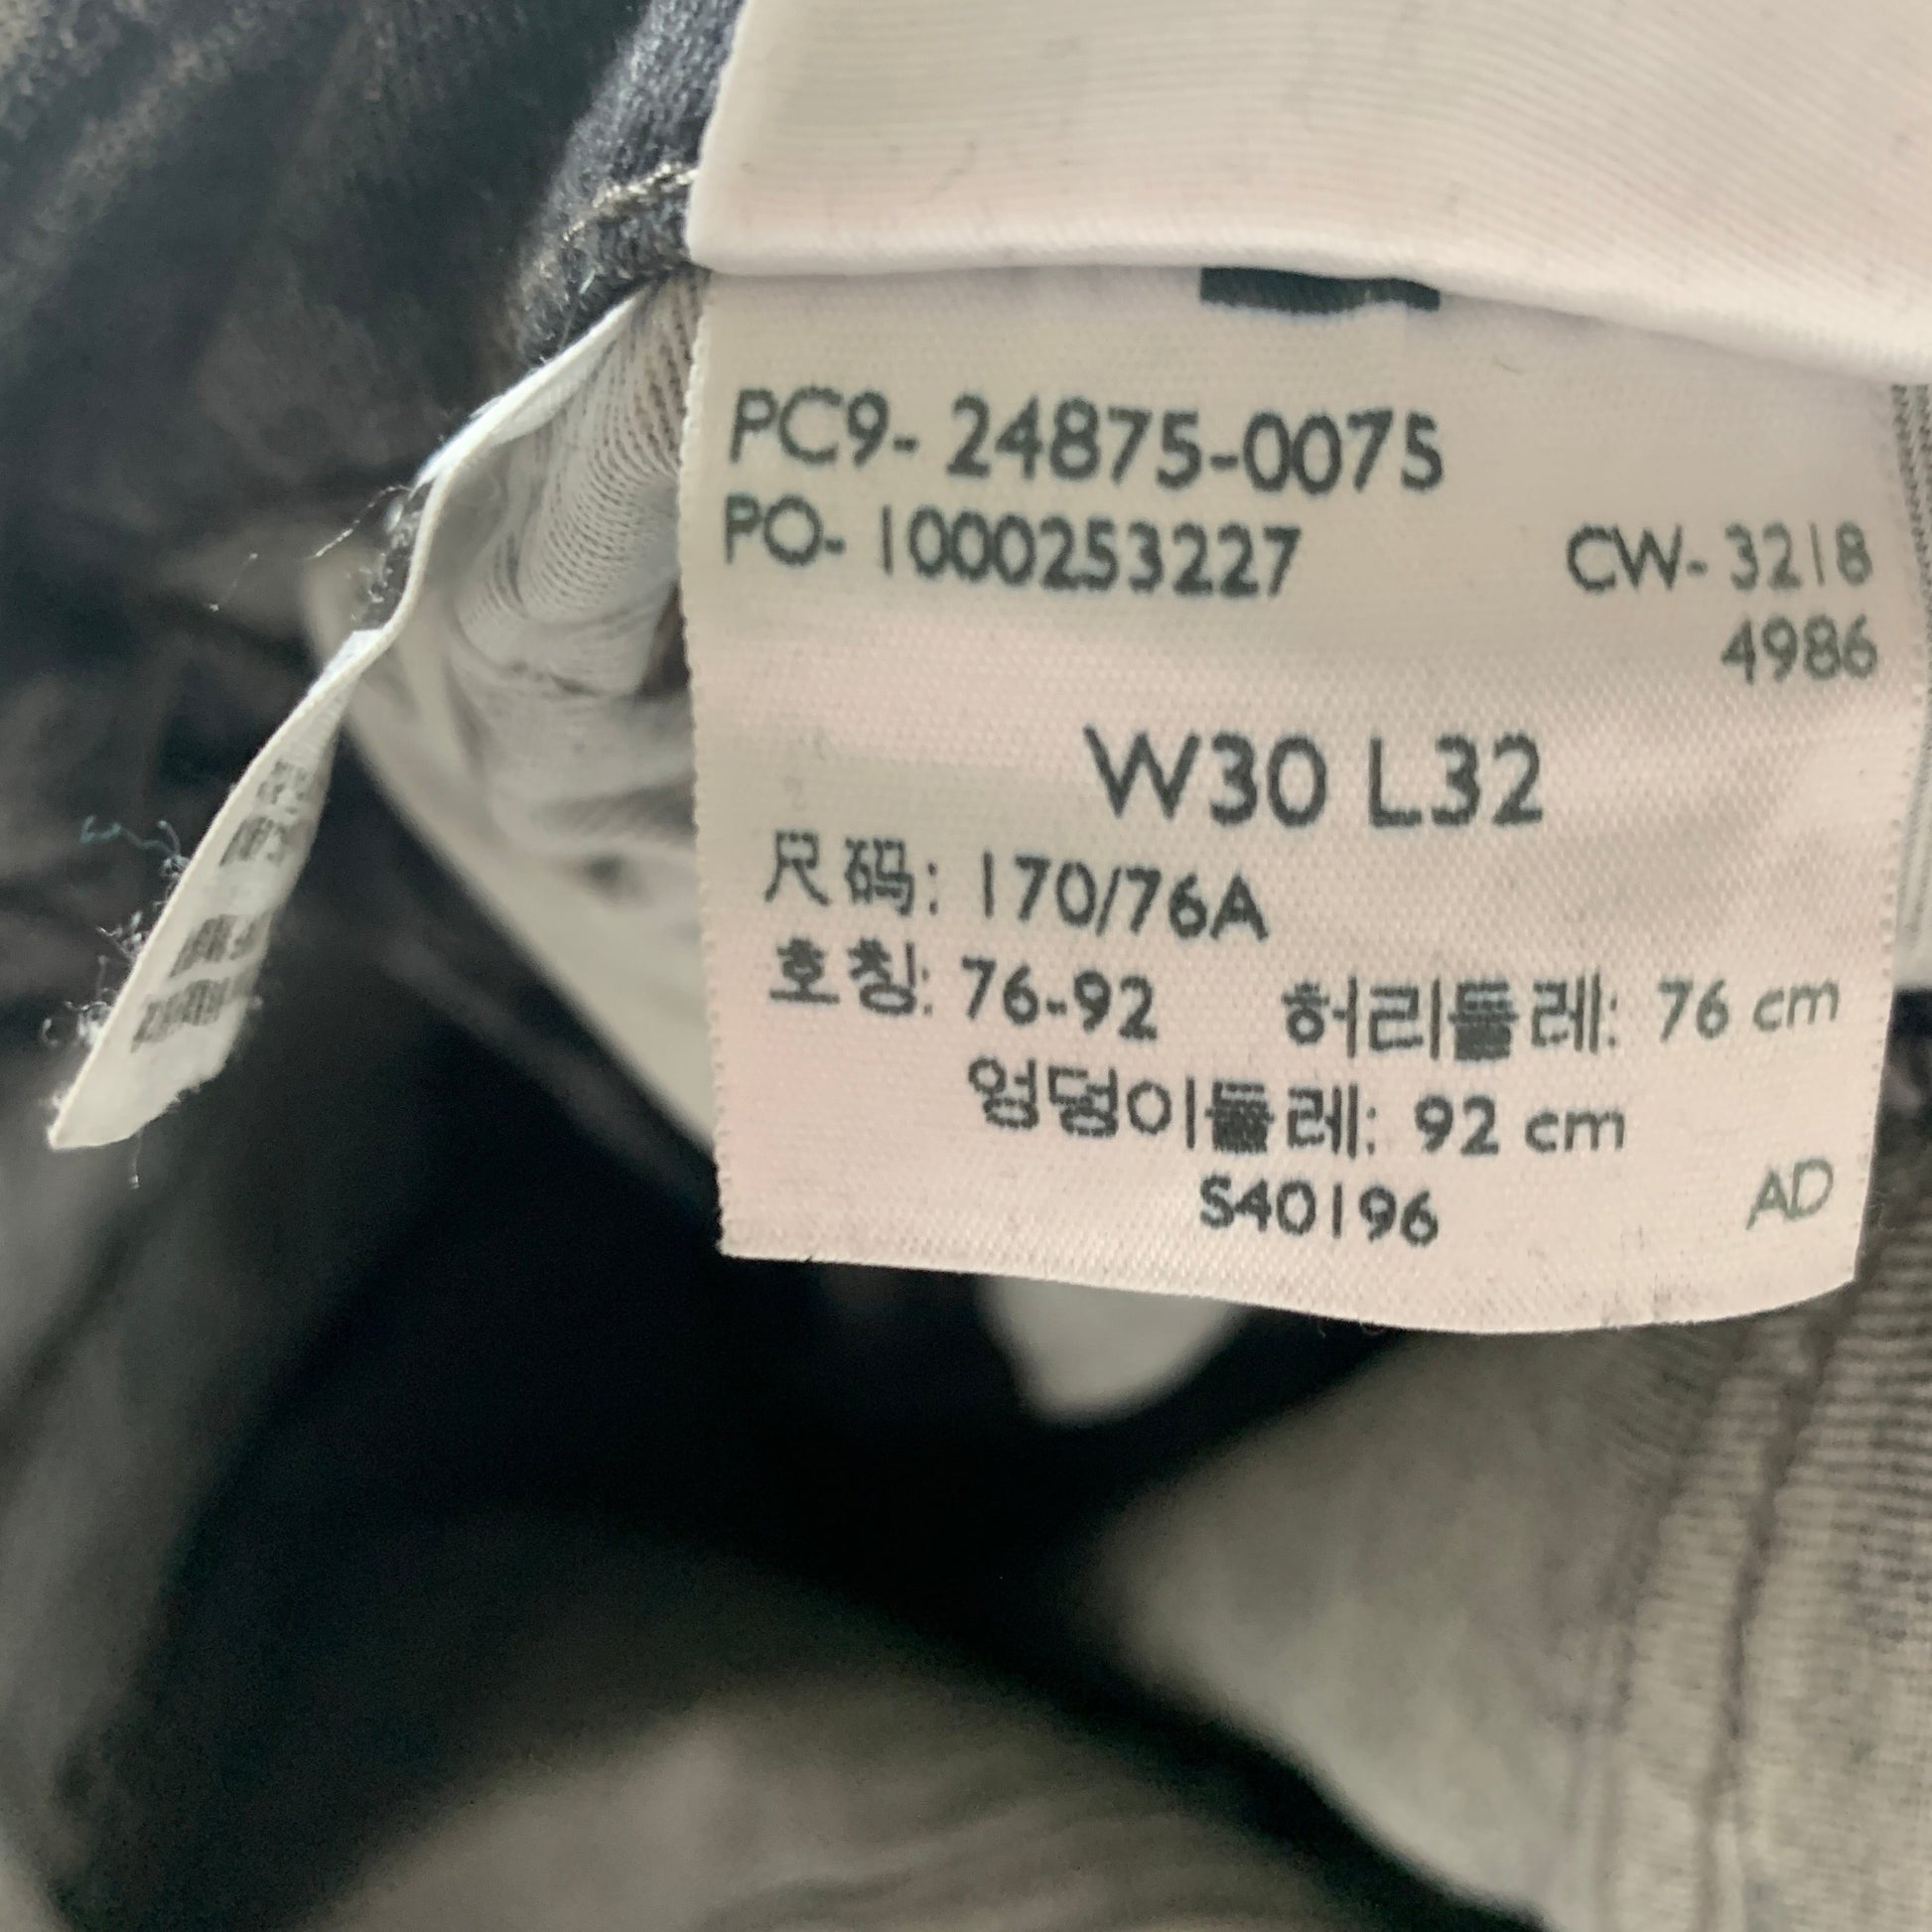 PC9- 24875-0075
PO- 1000253227 CW- 3218
4986
W30 L32
尺码: 170/76A
호칭: 76-92 허리둘레: 76 cm
엉덩이둘레: 92 cm
S40196 AD